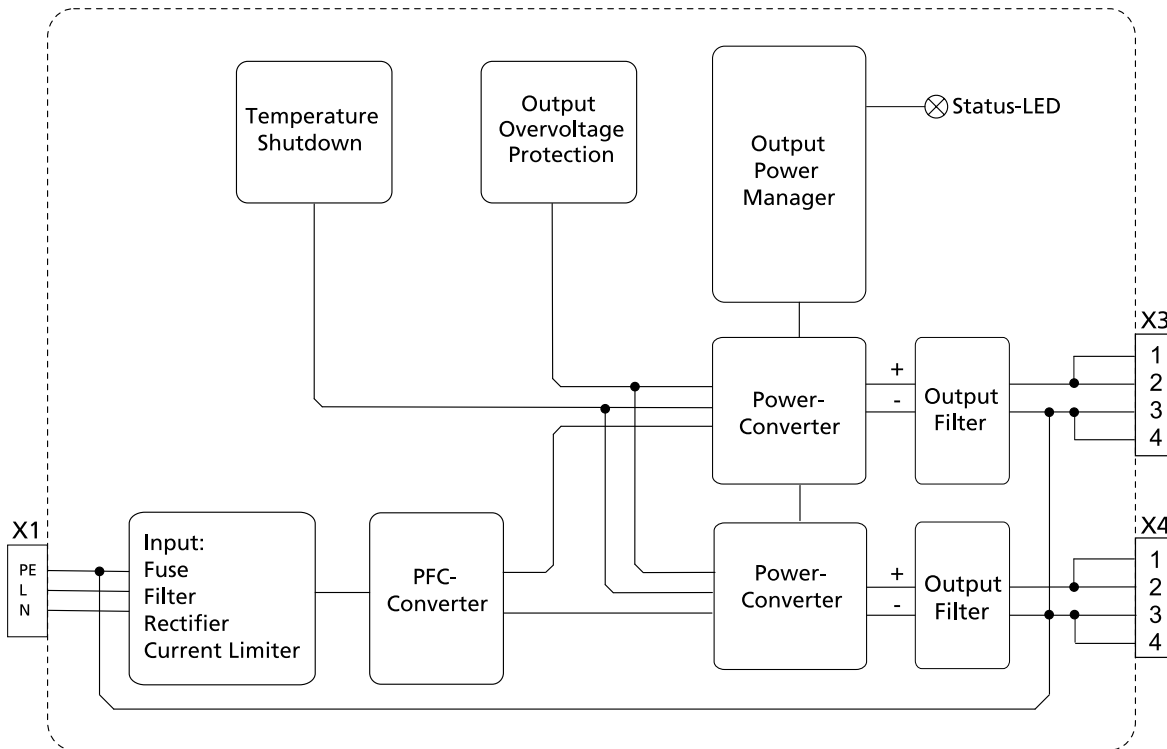 Temperature
Shutdown
Output
Overvoltage
Protection
Output
Power
Manager
Status-LED
X3
1
2
3
4
Power-
Converter
+
-
Output
Filter
X1
PE
L
N
Input:
Fuse
Filter
Rectifier
Current Limiter
PFC-
Converter
Power-
Converter
+
-
Output
Filter
X4
1
2
3
4